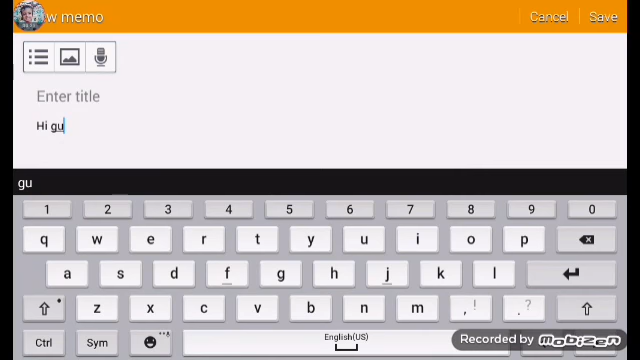 w memo
Cancel
Save
Enter title
Hi gu
gu
1 2 3 4 5 6 7 8 9 0
q w e r t y u i o p
a s d f g h j k l
z x c v b n m , ! . ?
Ctrl Sym English(US)
Recorded by mobizen